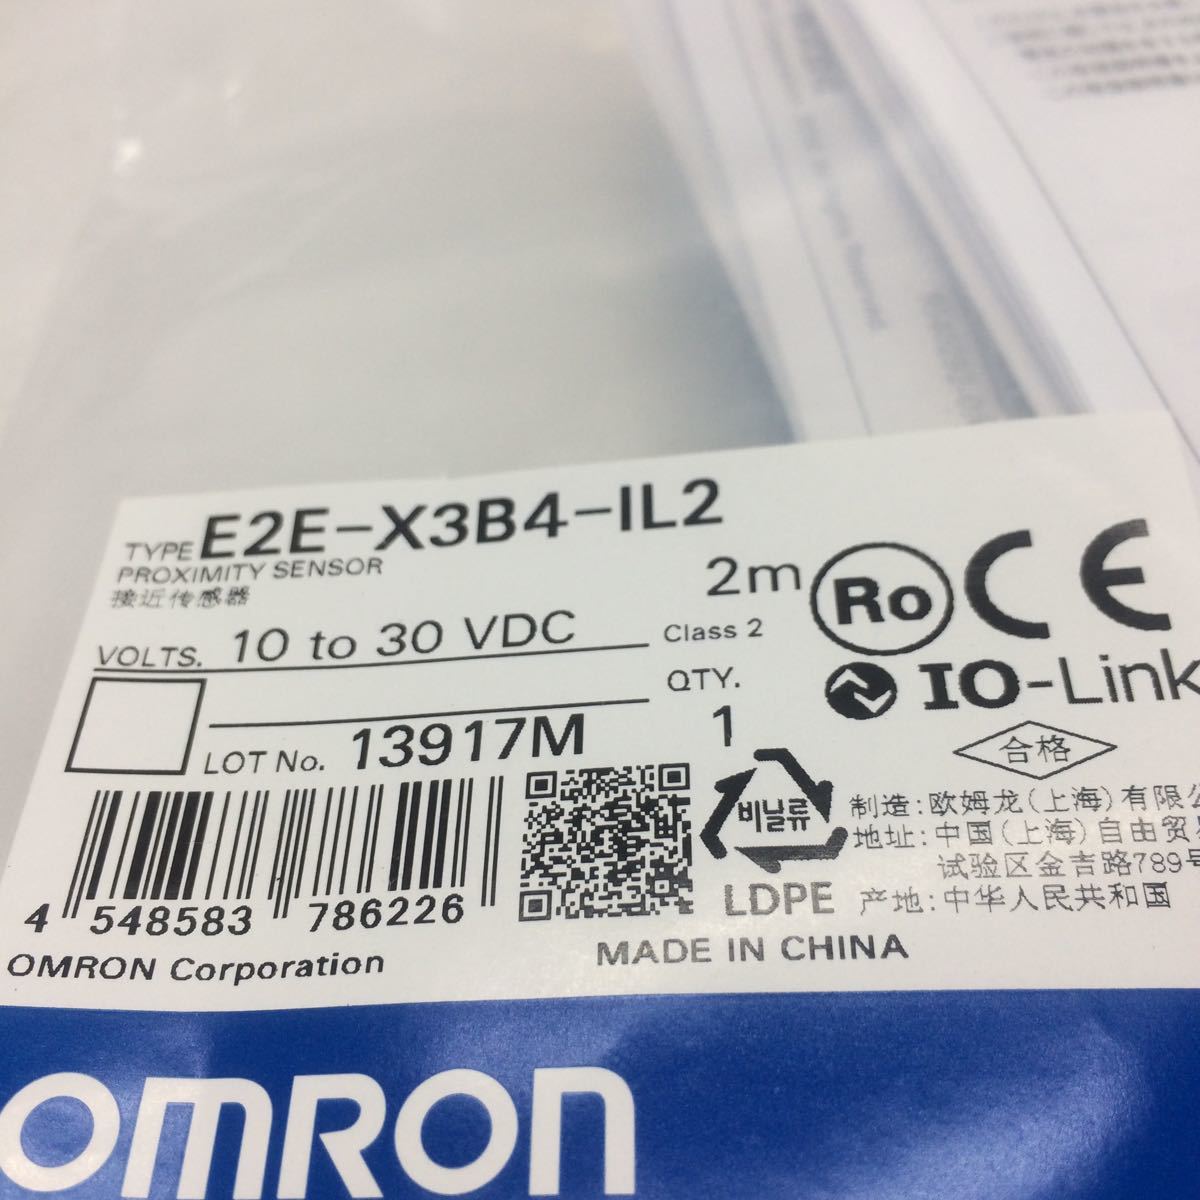 TYPE E2E-X3B4-IL2
PROXIMITY SENSOR
接近传感器
2m
Ro
CE
VOLTS. 10 to 30 VDC
Class 2
IO-Link
QTY.
1
LOT No. 13917M
合格
비닐류
LDPE
制造:欧姆龙(上海)有限公
地址:中国(上海)自由贸易
试验区金吉路789号
产地:中华人民共和国
4 548583 786226
MADE IN CHINA
OMRON Corporation
OMRON